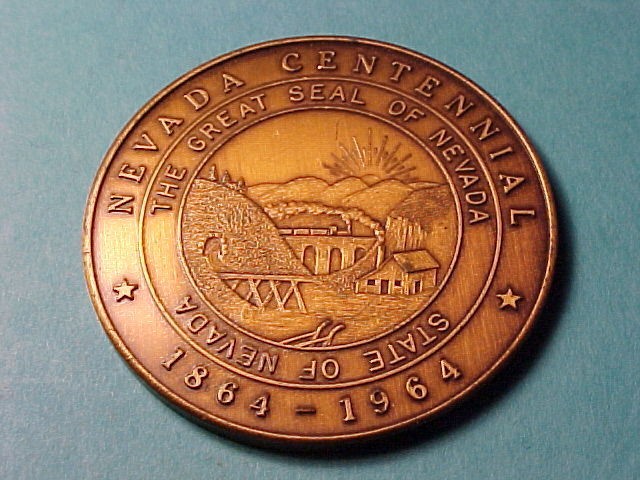 NEVADA CENTENNIAL
THE GREAT SEAL OF NEVADA
STATE OF NEVADA
1864 - 1964